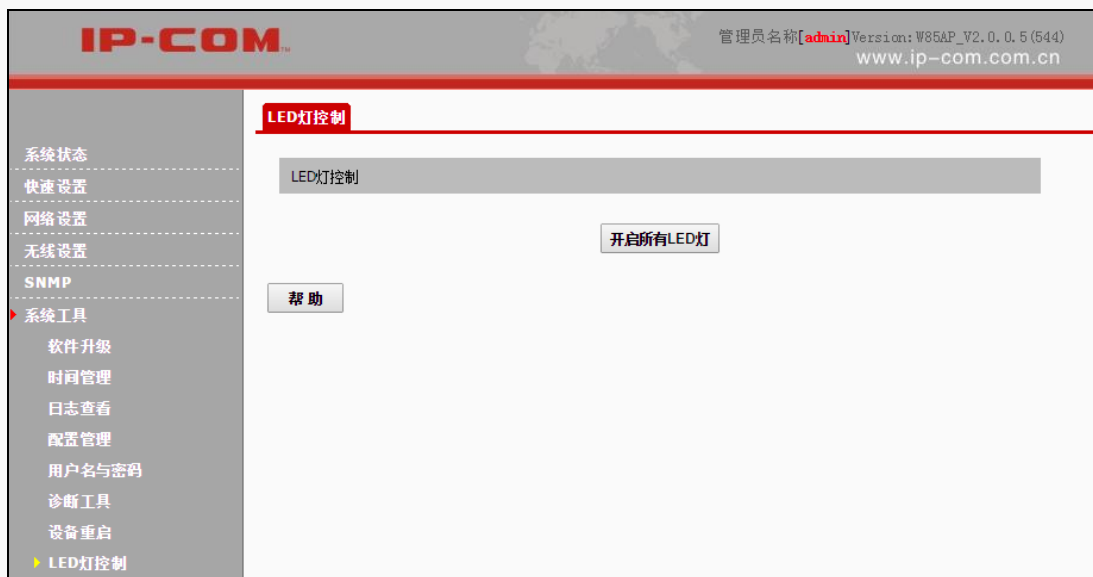 IP-COM™
管理员名称[admin]Version:W85AP_V2.0.0.5(544)
www.ip-com.com.cn
LED灯控制
系统状态
快速设置
网络设置
无线设置
SNMP
系统工具
软件升级
时间管理
日志查看
配置管理
用户名与密码
诊断工具
设备重启
LED灯控制
LED灯控制
开启所有LED灯
帮 助